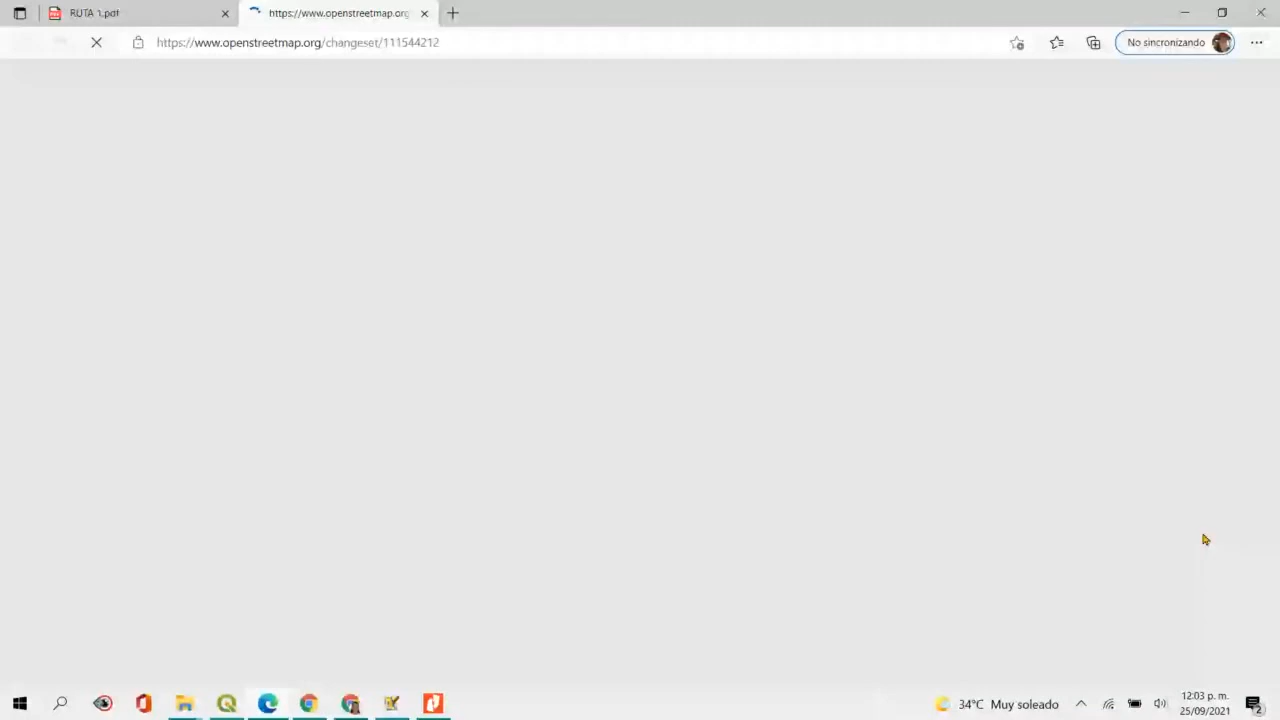 RUTA 1.pdf
https://www.openstreetmap.org
https://www.openstreetmap.org/changeset/111544212
No sincronizando
34°C Muy soleado
12:03 p. m.
25/09/2021
2